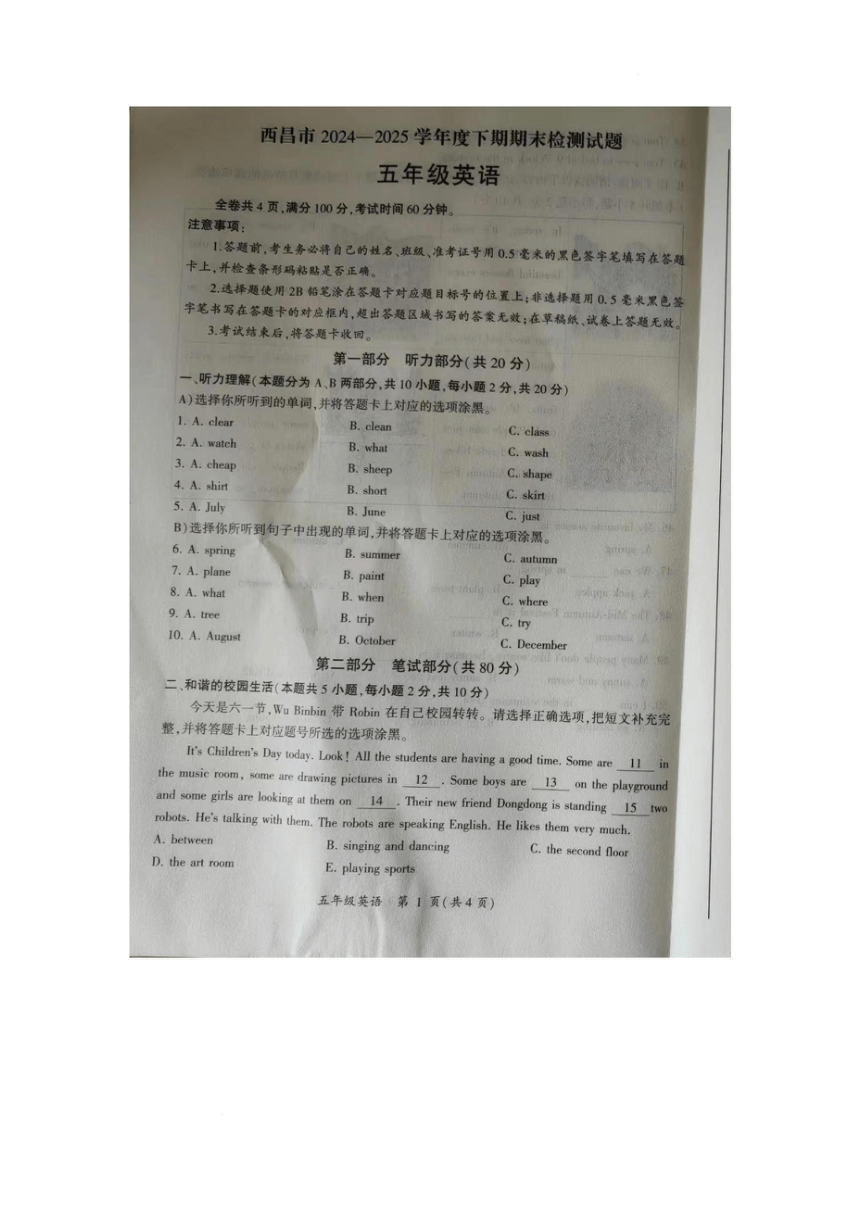 西昌市 2024—2025 学年度下期期末检测试题
五年级英语
全卷共 4 页,满分 100 分,考试时间 60 分钟。
注意事项:
1.答题前,考生务必将自己的姓名、班级、准考证号用 0.5 毫米的黑色签字笔填写在答题
卡上,并检查条形码粘贴是否正确。
2.选择题使用 2B 铅笔涂在答题卡对应题目标号的位置上;非选择题用 0.5 毫米黑色签
字笔书写在答题卡的对应框内,超出答题区域书写的答案无效;在草稿纸、试卷上答题无效。
3.考试结束后,将答题卡收回。
第一部分 听力部分(共 20 分)
一、听力理解(本题分为 A、B 两部分,共 10 小题,每小题 2 分,共 20 分)
A)选择你所听到的单词,并将答题卡上对应的选项涂黑。
1. A. clear B. clean C. class
2. A. watch B. what C. wash
3. A. cheap B. sheep C. shape
4. A. shirt B. short C. skirt
5. A. July B. June C. just
B)选择你所听到句子中出现的单词,并将答题卡上对应的选项涂黑。
6. A. spring B. summer C. autumn
7. A. plane B. paint C. play
8. A. what B. when C. where
9. A. tree B. trip C. try
10. A. August B. October C. December
第二部分 笔试部分(共 80 分)
二、和谐的校园生活(本题共 5 小题,每小题 2 分,共 10 分)
今天是六一节,Wu Binbin 带 Robin 在自己校园转转。请选择正确选项,把短文补充完
整,并将答题卡上对应题号所选的选项涂黑。
It's Children's Day today. Look! All the students are having a good time. Some are 11 in
the music room, some are drawing pictures in 12 . Some boys are 13 on the playground
and some girls are looking at them on 14 . Their new friend Dongdong is standing 15 two
robots. He's talking with them. The robots are speaking English. He likes them very much.
A. between B. singing and dancing C. the second floor
D. the art room E. playing sports
五年级英语 第 1 页(共 4 页)